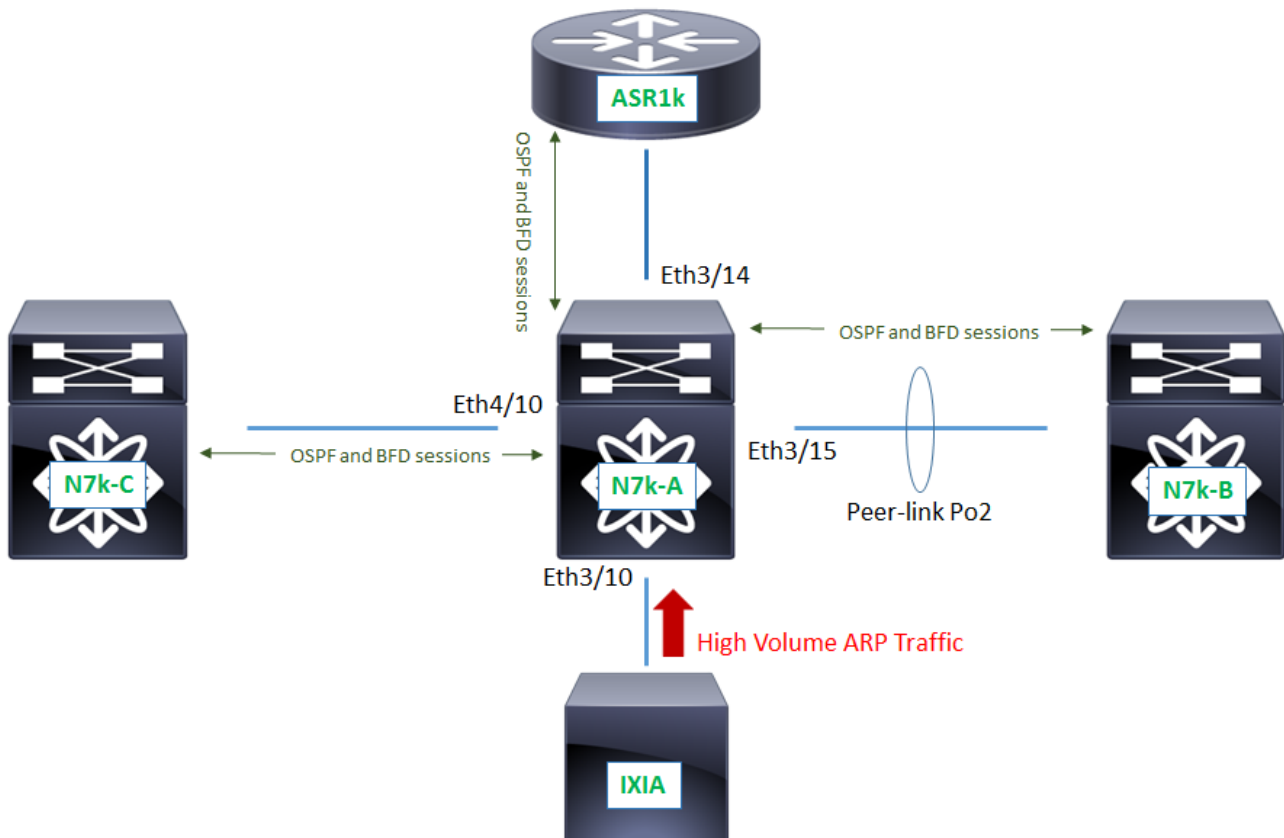 ASR1k
OSPF and BFD sessions
Eth3/14
OSPF and BFD sessions
Eth4/10
OSPF and BFD sessions
Eth3/15
N7k-C
N7k-A
N7k-B
Peer-link Po2
Eth3/10
High Volume ARP Traffic
IXIA